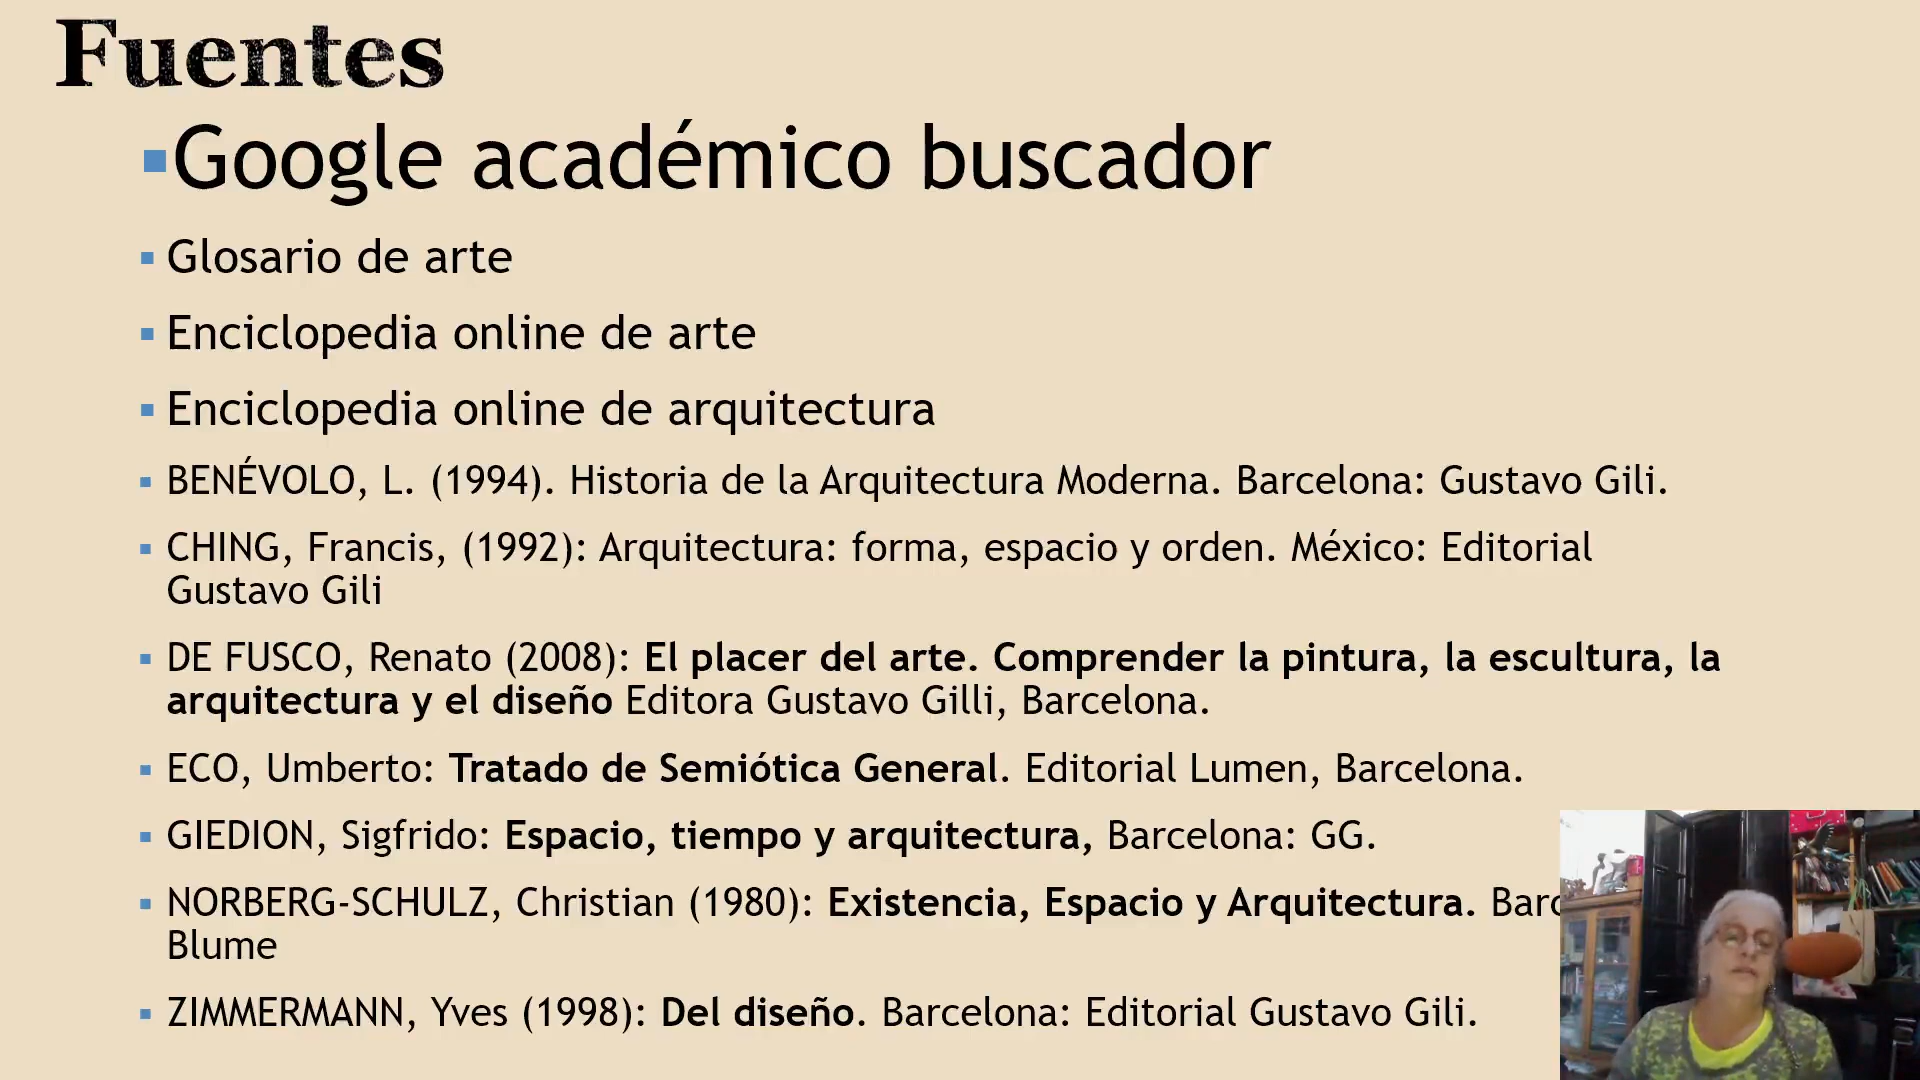 Fuentes
Google académico buscador
Glosario de arte
Enciclopedia online de arte
Enciclopedia online de arquitectura
BENÉVOLO, L. (1994). Historia de la Arquitectura Moderna. Barcelona: Gustavo Gili.
CHING, Francis, (1992): Arquitectura: forma, espacio y orden. México: Editorial
Gustavo Gili
DE FUSCO, Renato (2008): El placer del arte. Comprender la pintura, la escultura, la
arquitectura y el diseño Editora Gustavo Gilli, Barcelona.
ECO, Umberto: Tratado de Semiótica General. Editorial Lumen, Barcelona.
GIEDION, Sigfrido: Espacio, tiempo y arquitectura, Barcelona: GG.
NORBERG-SCHULZ, Christian (1980): Existencia, Espacio y Arquitectura.
Blume
ZIMMERMANN, Yves (1998): Del diseño. Barcelona: Editorial Gustavo Gili.